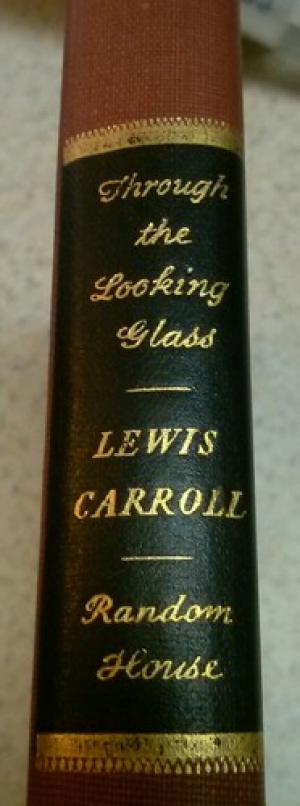 Through
the
Looking
Glass
LEWIS
CARROLL
Random
House